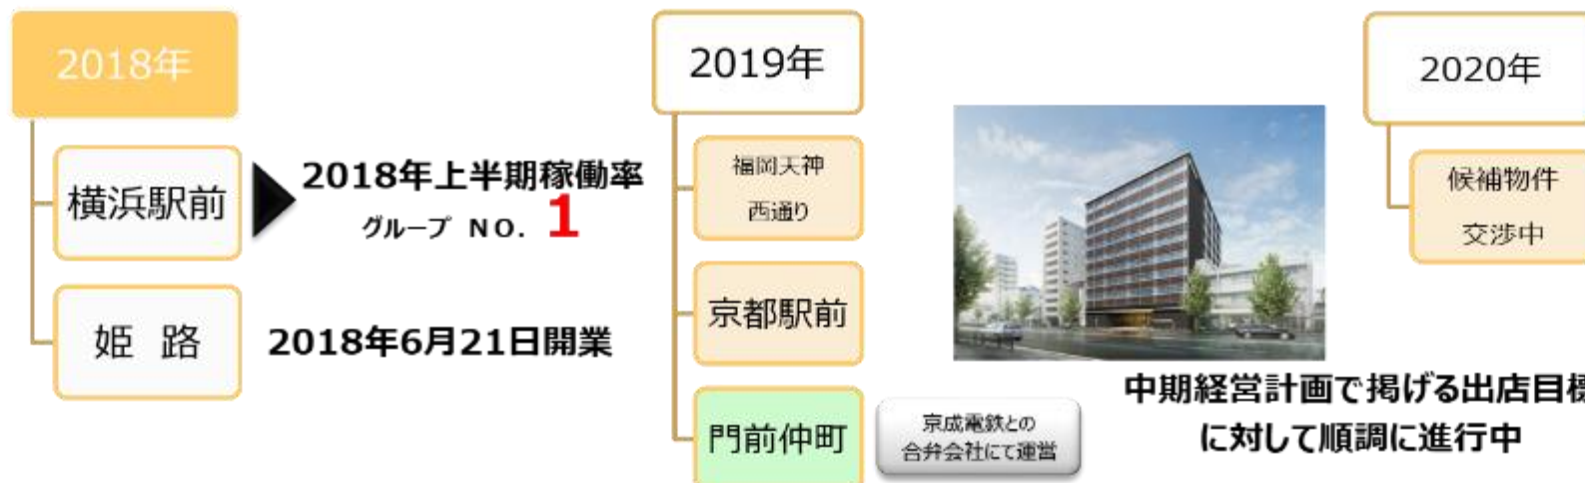 2018年
横浜駅前
2018年上半期稼働率
グループ NO. 1
姫 路
2018年6月21日開業
2019年
福岡天神
西通り
京都駅前
門前仲町
京成電鉄との
合弁会社にて運営
2020年
候補物件
交渉中
中期経営計画で掲げる出店目標
に対して順調に進行中